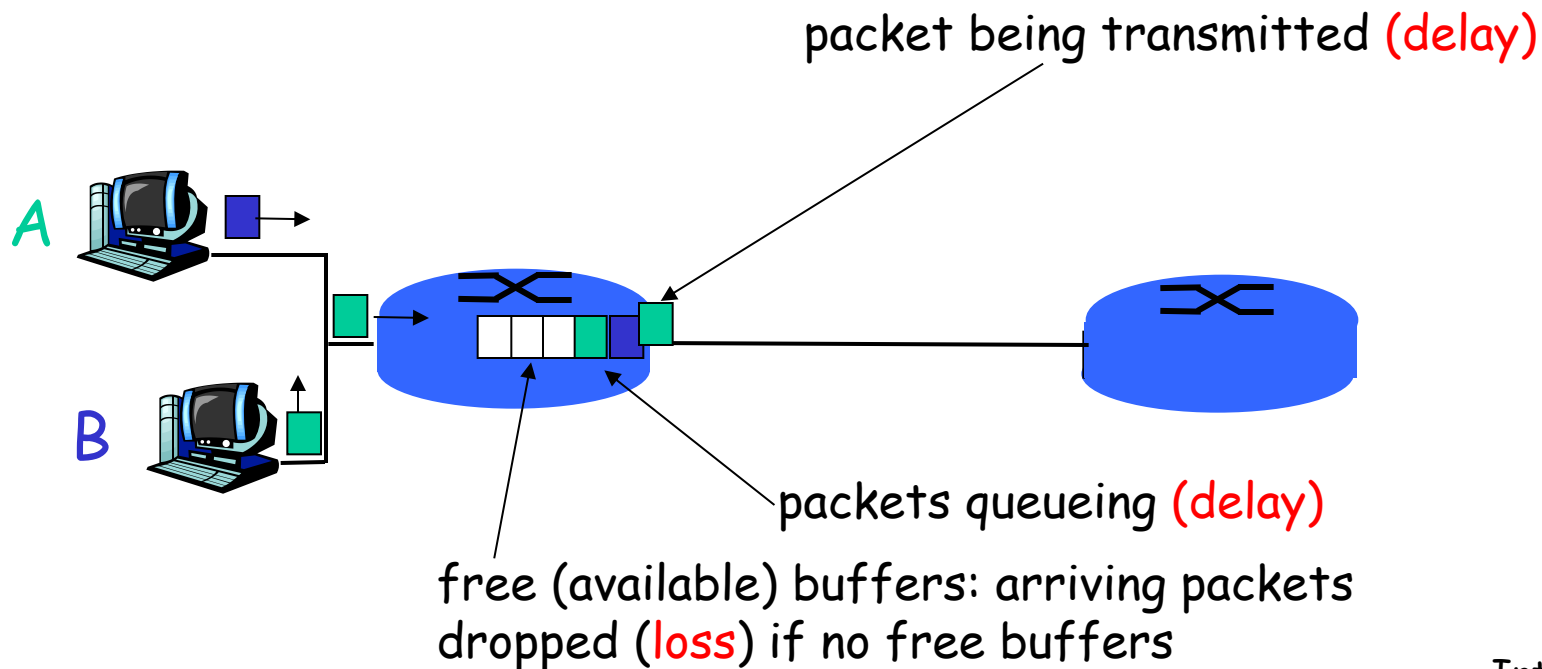 packet being transmitted (delay)
A
B
packets queueing (delay)
free (available) buffers: arriving packets
dropped (loss) if no free buffers